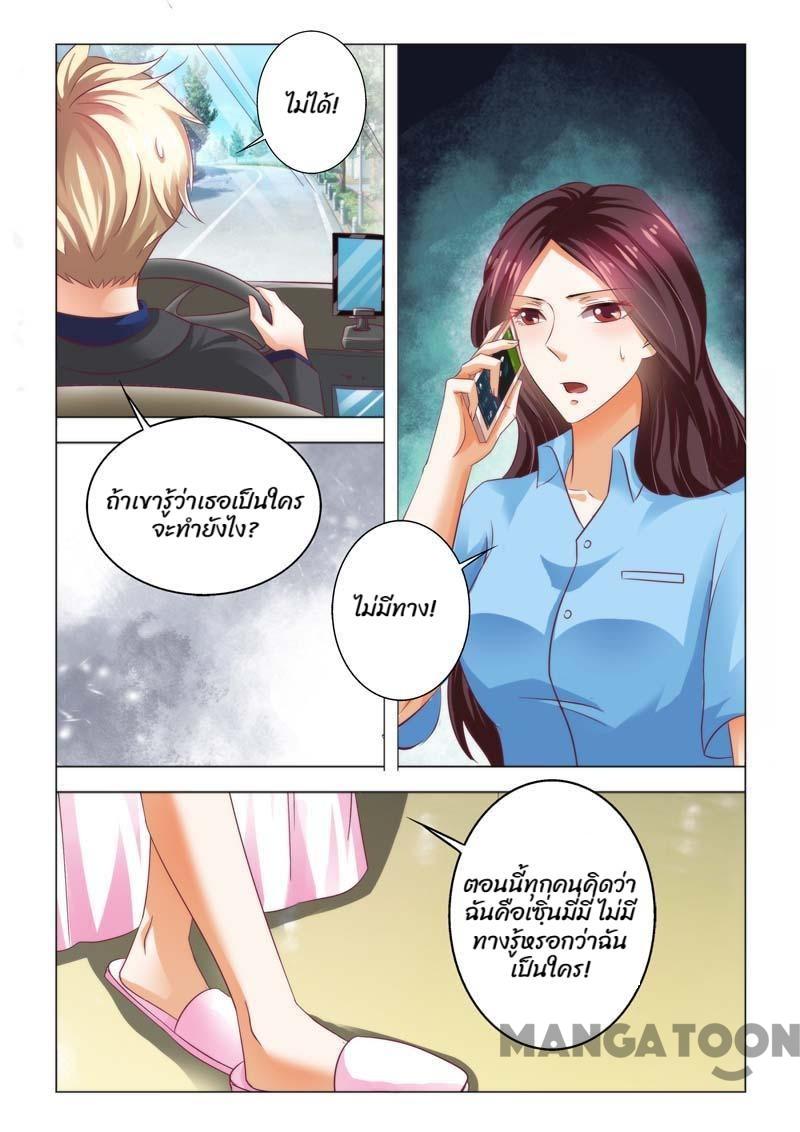 ไม่ได้!
ถ้าเขารู้ว่าเธอเป็นใคร
จะทำยังไง?
ไม่มีทาง!
ตอนนี้ทุกคนคิดว่า
ฉันคือเซิ่นมี่มี่ ไม่มี
ทางรู้หรอกว่าฉัน
เป็นใคร!
MANGATOON